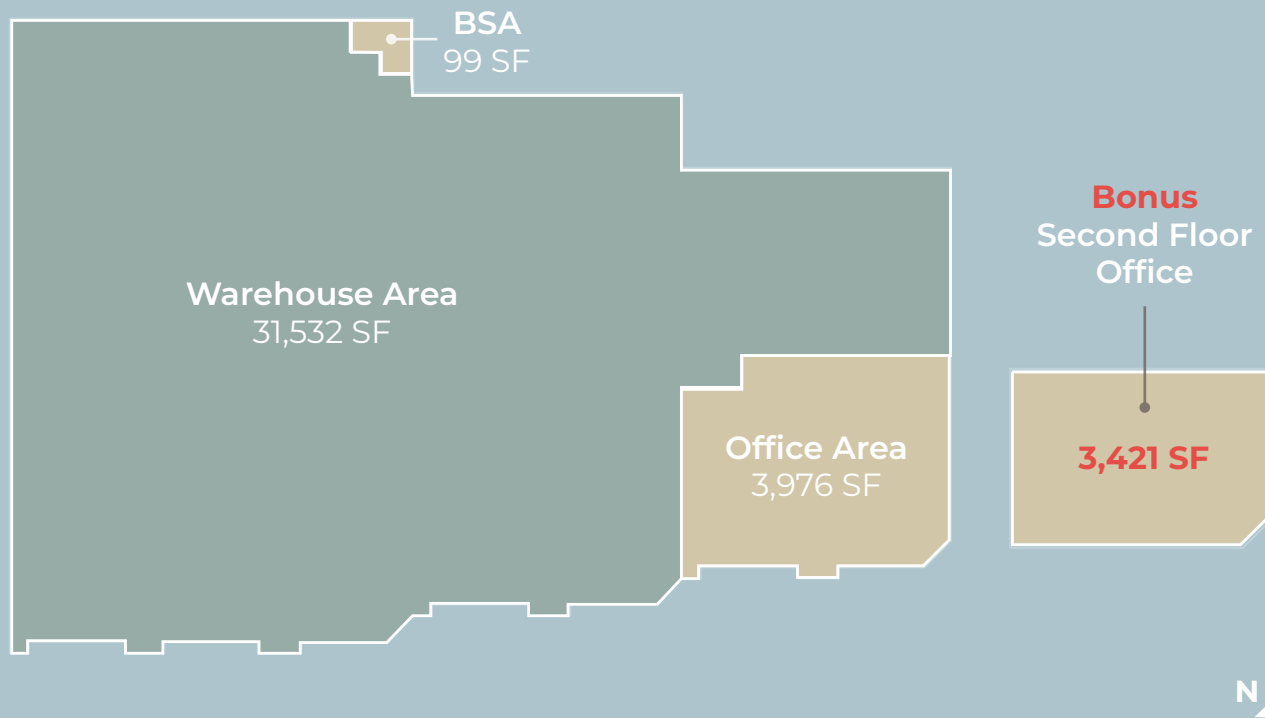 BSA
99 SF
Bonus
Second Floor
Office
Warehouse Area
31,532 SF
Office Area
3,976 SF
3,421 SF
N